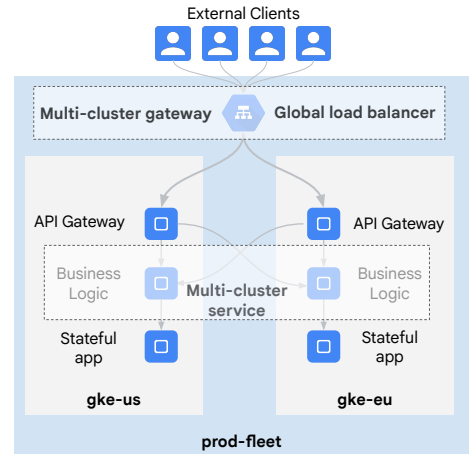 External Clients
Multi-cluster gateway
Global load balancer
API Gateway
API Gateway
Business
Logic
Multi-cluster
service
Business
Logic
Stateful
app
Stateful
app
gke-us
gke-eu
prod-fleet